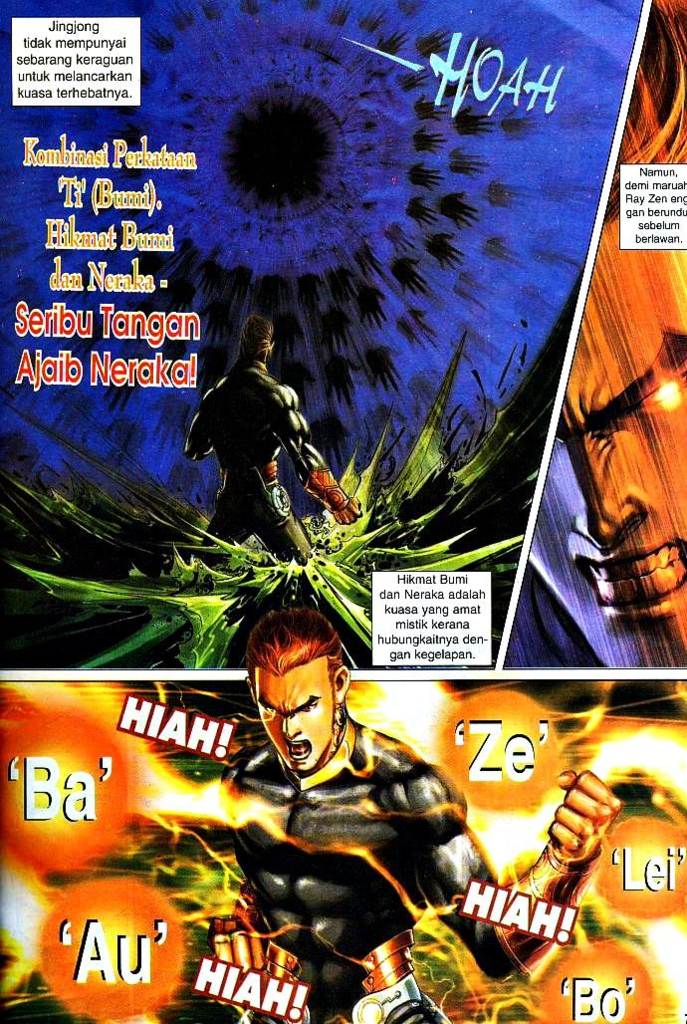 Jingjong
tidak mempunyai
sebarang keraguan
untuk melancarkan
kuasa terhebatnya.
HOAH
Kombinasi Perkataan
'Ti' (Bumi).
Hikmat Bumi
dan Neraka -
Seribu Tangan
Ajaib Neraka!
Namun,
demi maruah
Ray Zen eng
gan berundu
sebelum
berlawan.
Hikmat Bumi
dan Neraka adalah
kuasa yang amat
mistik kerana
hubungkaitnya den-
gan kegelapan.
HIAH!
'Ze'
'Ba'
'Lei'
HIAH!
'Au'
HIAH!
'Bo'